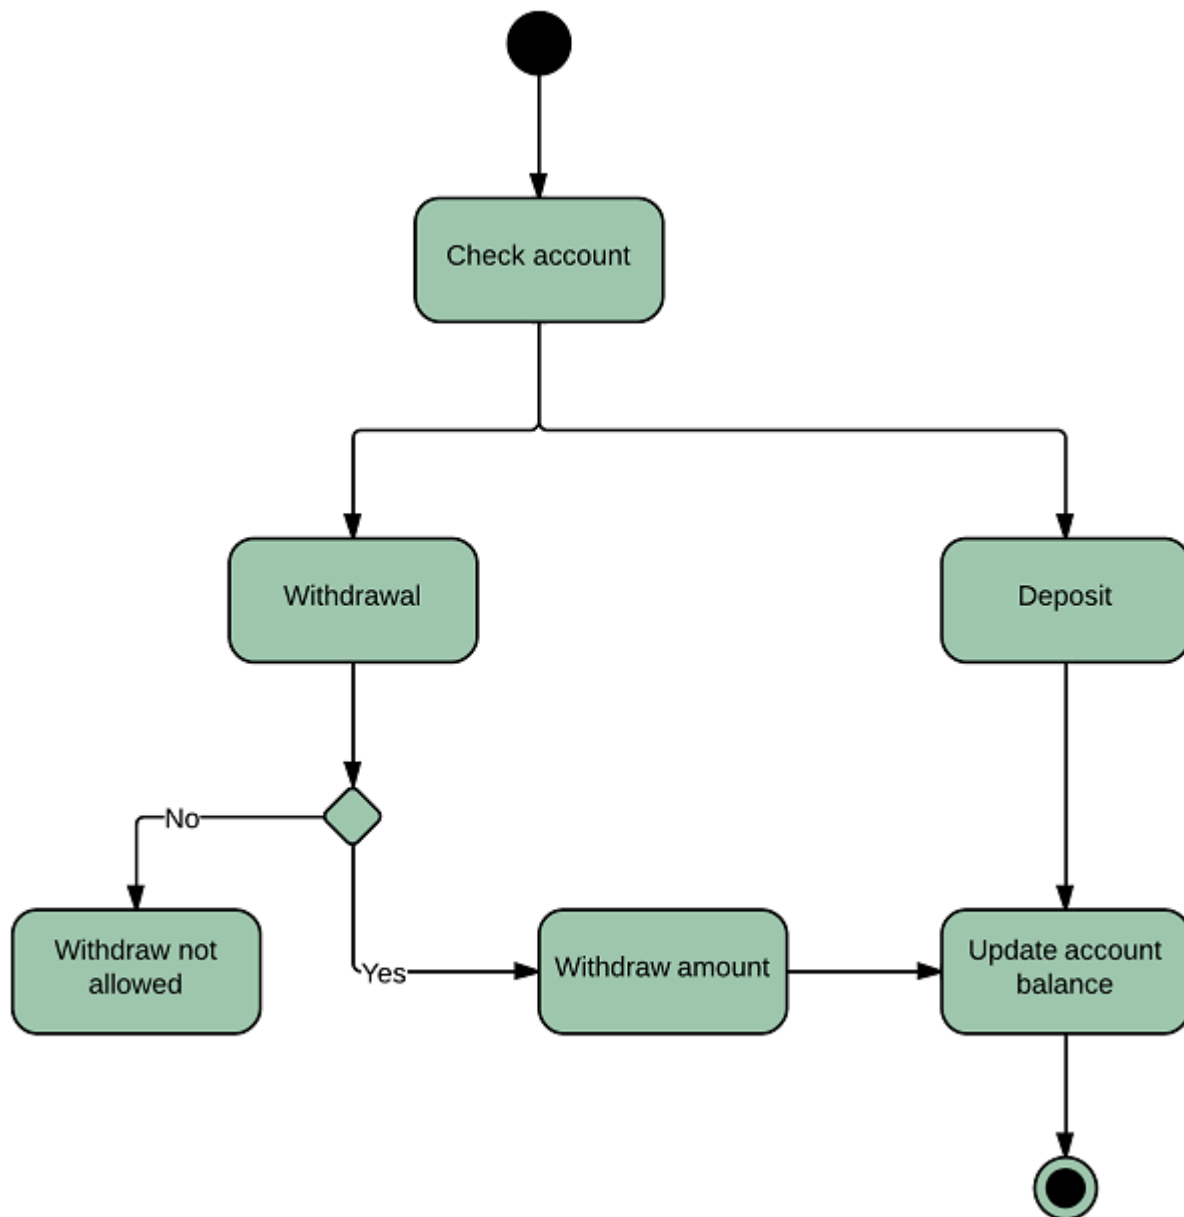 Check account
Withdrawal
Deposit
No
Withdraw not
allowed
Yes
Withdraw amount
Update account
balance